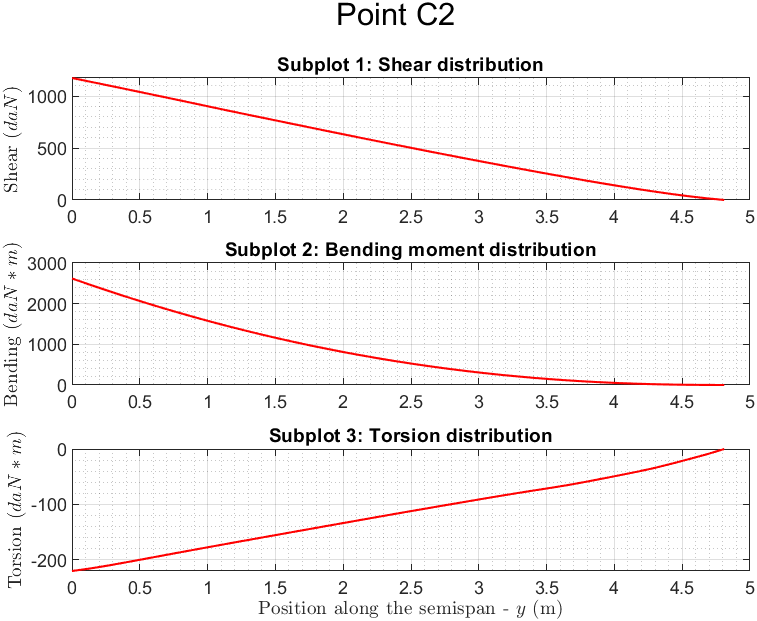 Point C2
Subplot 1: Shear distribution
Shear (daN)
1000
500
0
0 0.5 1 1.5 2 2.5 3 3.5 4 4.5 5
Subplot 2: Bending moment distribution
Bending (daN * m)
3000
2000
1000
0
0 0.5 1 1.5 2 2.5 3 3.5 4 4.5 5
Subplot 3: Torsion distribution
Torsion (daN * m)
0
-100
-200
0 0.5 1 1.5 2 2.5 3 3.5 4 4.5 5
Position along the semispan - y (m)